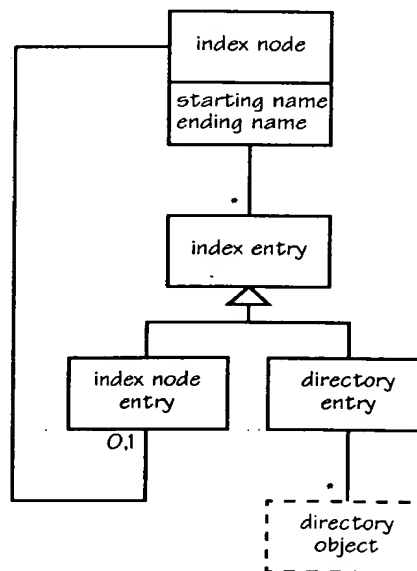 index node
starting name
ending name
*
index entry
index node
entry
directory
entry
0,1
*
directory
object